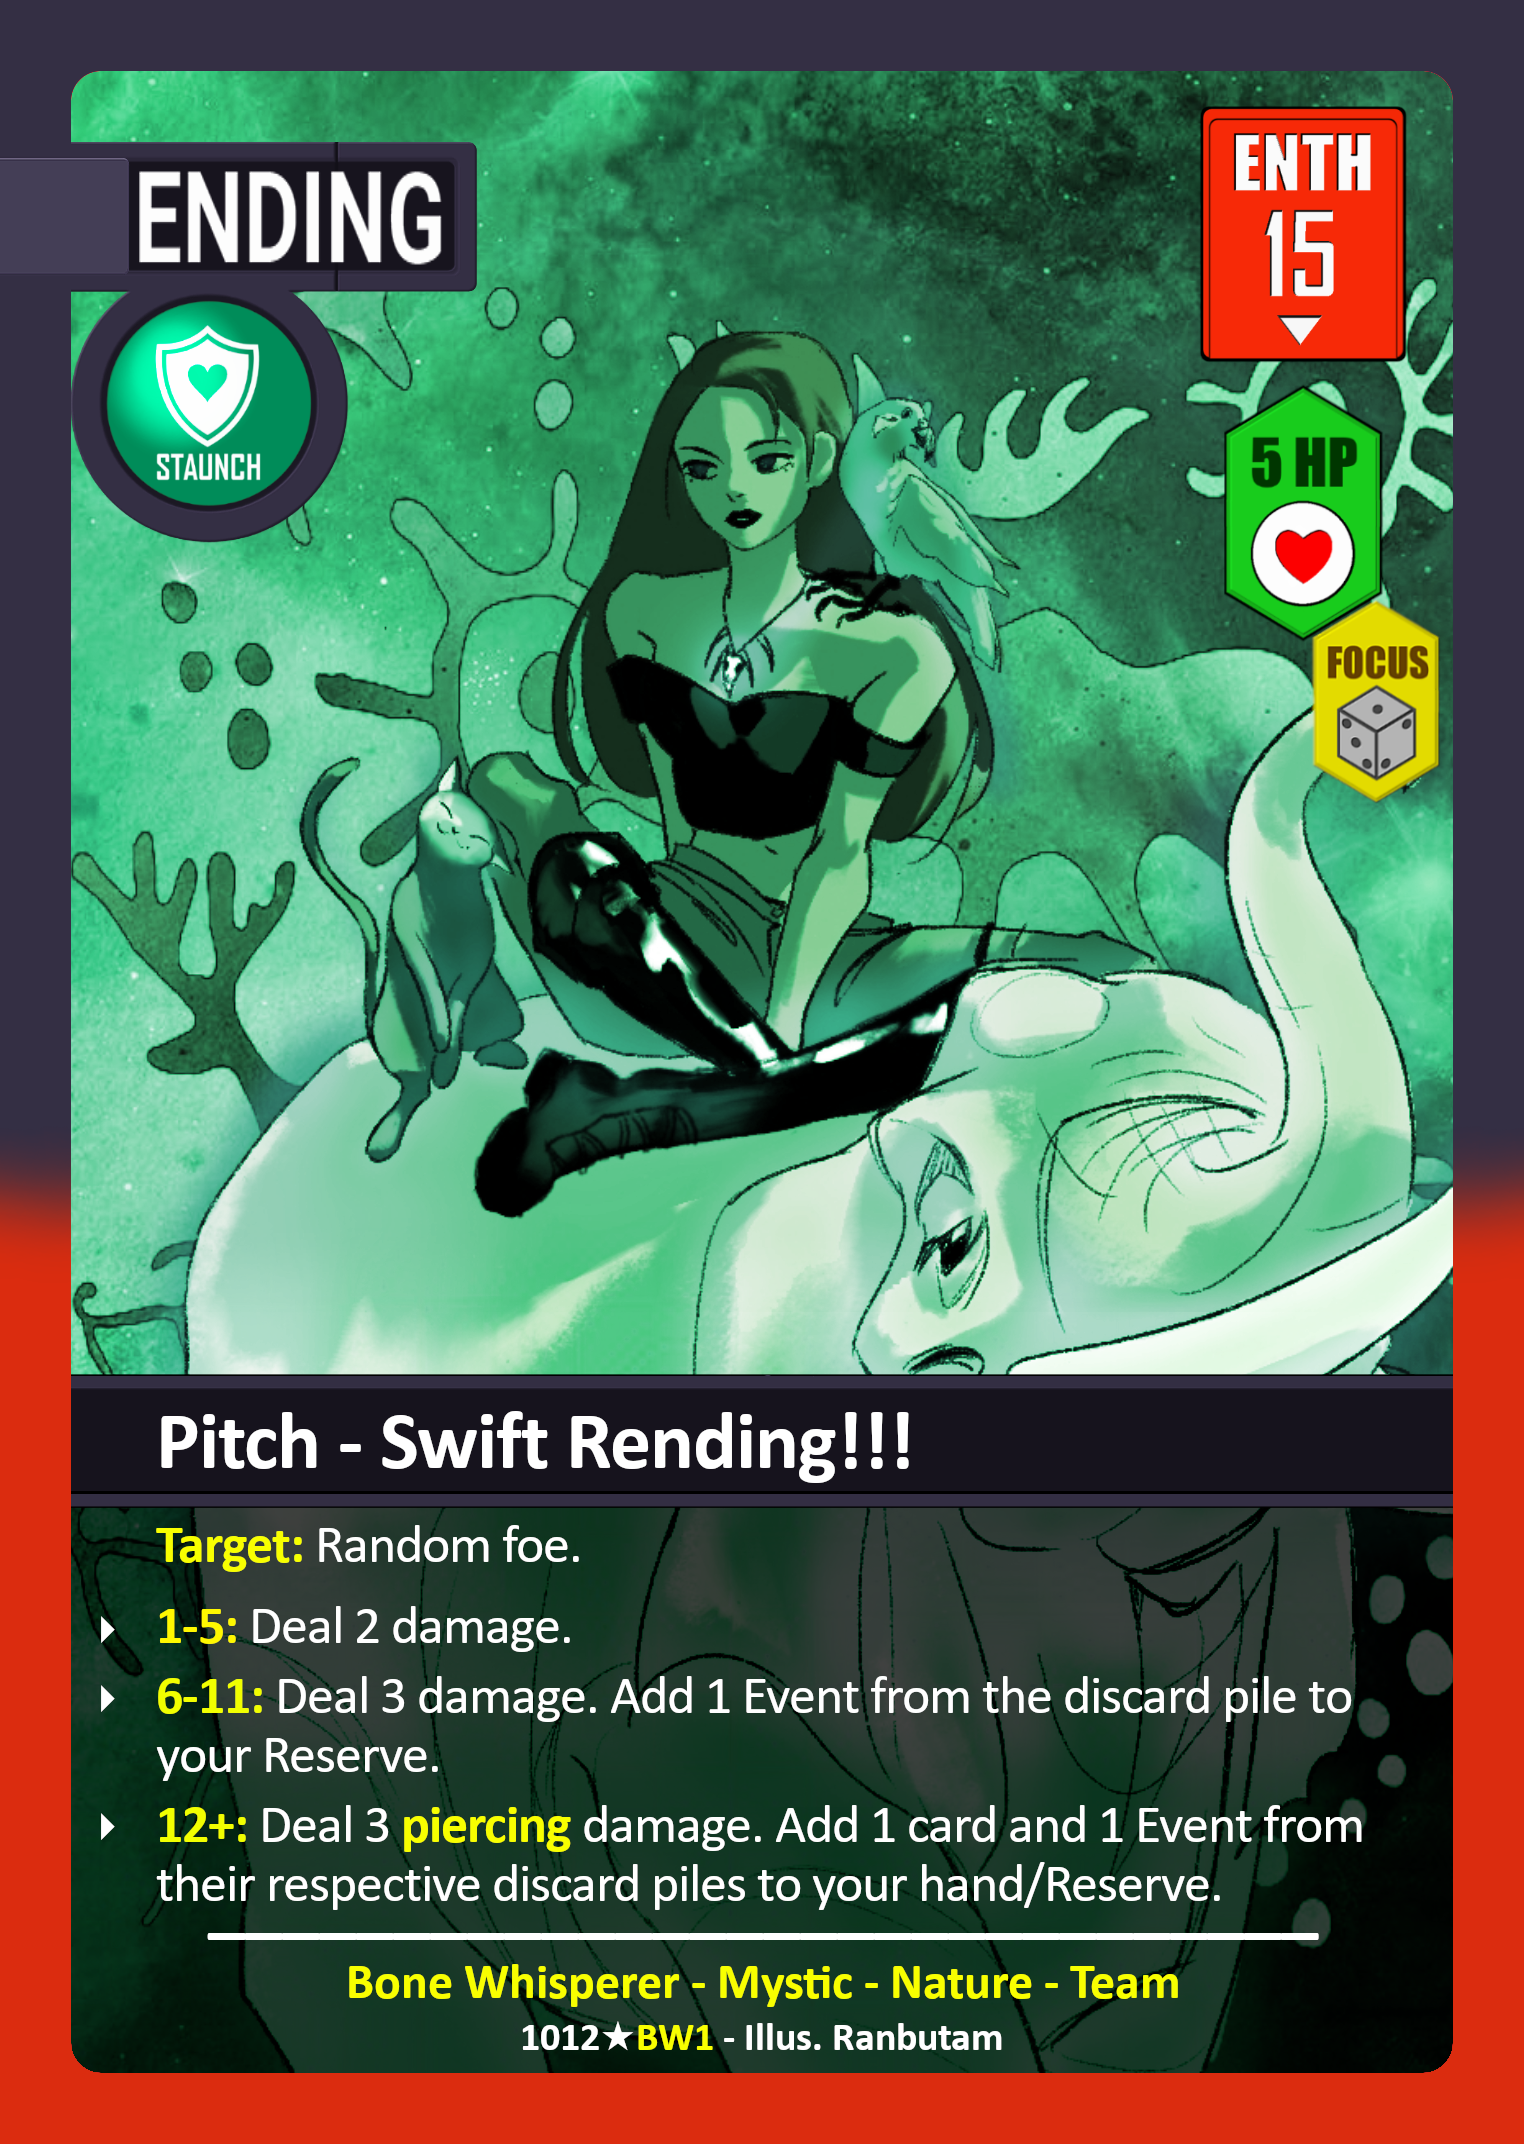 ENDING
ENTH
15
STAUNCH
5 HP
FOCUS
Pitch - Swift Rending!!!
Target: Random foe.
1-5: Deal 2 damage.
6-11: Deal 3 damage. Add 1 Event from the discard pile to
your Reserve.
12+: Deal 3 piercing damage. Add 1 card and 1 Event from
their respective discard piles to your hand/Reserve.
Bone Whisperer - Mystic - Nature - Team
1012★BW1 - Illus. Ranbutam